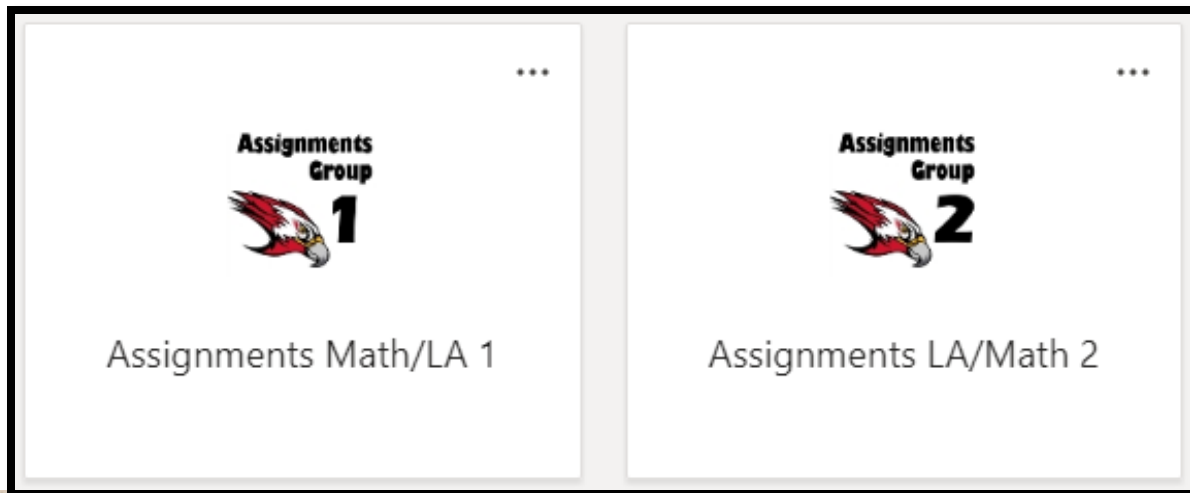 Assignments
Group
1
Assignments Math/LA 1
Assignments
Group
2
Assignments LA/Math 2